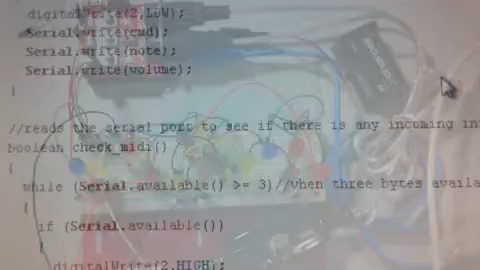 digitalWrite(2,LOW);
Serial.write(cmd);
Serial.write(note);
Serial.write(volume);
//reads the serial port to see if there is any incoming
boolean check_midi()
{
while (Serial.available() >= 3)//when three bytes
{
if (Serial.available())
digitalWrite(2,HIGH);